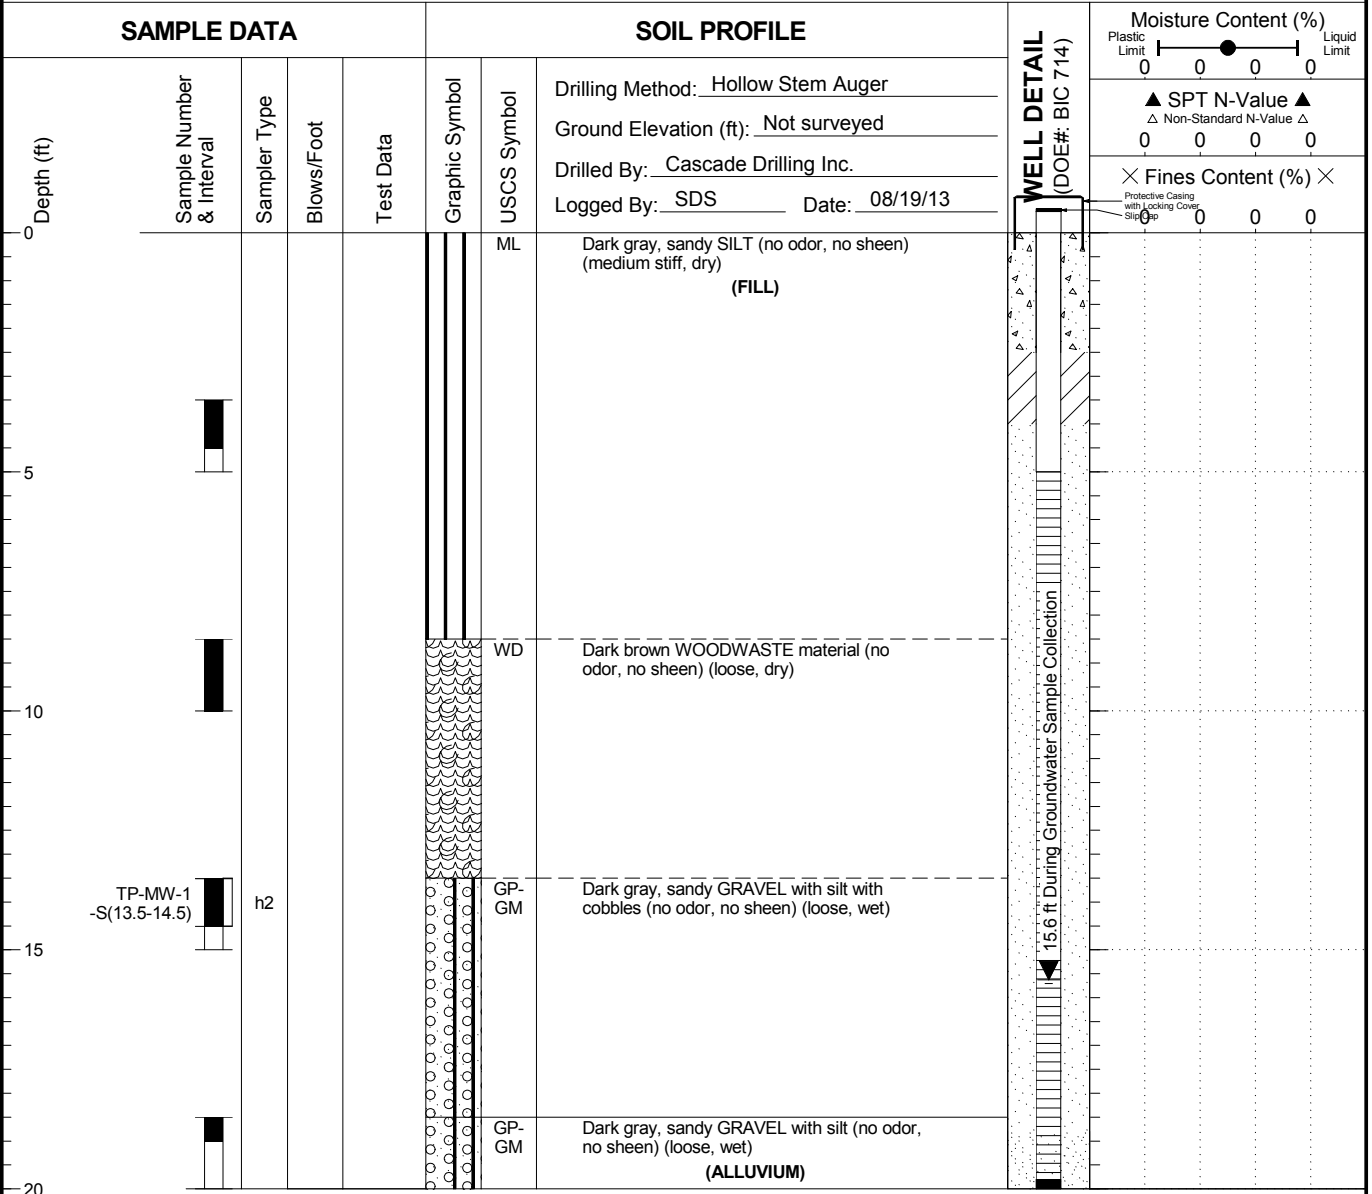 SAMPLE DATA
SOIL PROFILE
Depth (ft)
Sample Number
& Interval
Sampler Type
Blows/Foot
Test Data
Graphic Symbol
USCS Symbol
Drilling Method: Hollow Stem Auger
Ground Elevation (ft): Not surveyed
Drilled By: Cascade Drilling Inc.
Logged By: SDS Date: 08/19/13
WELL DETAIL
(DOE#: BIC 714)
Moisture Content (%)
Plastic
Limit
Liquid
Limit
0 0 0 0
▲ SPT N-Value ▲
△ Non-Standard N-Value △
0 0 0 0
× Fines Content (%) ×
Protective Casing
with Locking Cover
Slip Cap
0 0 0 0
0
ML
Dark gray, sandy SILT (no odor, no sheen)
(medium stiff, dry)
(FILL)
5
WD
Dark brown WOODWASTE material (no
odor, no sheen) (loose, dry)
10
15.6 ft During Groundwater Sample Collection
TP-MW-1
-S(13.5-14.5)
h2
GP-
GM
Dark gray, sandy GRAVEL with silt with
cobbles (no odor, no sheen) (loose, wet)
15
GP-
GM
Dark gray, sandy GRAVEL with silt (no odor,
no sheen) (loose, wet)
(ALLUVIUM)
20